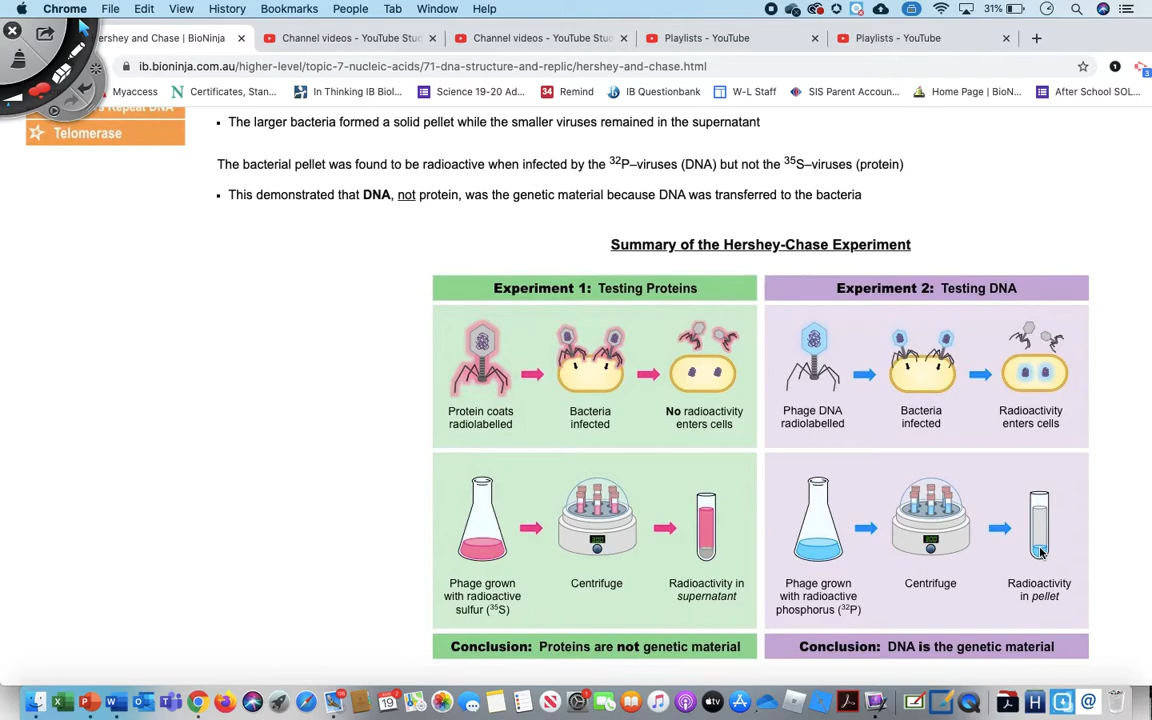 Chrome File Edit View History Bookmarks People Tab Window Help 31%
ershey and Chase | BioNinja
Channel videos - YouTube Stu
Channel videos - YouTube Stu
Playlists - YouTube
Playlists - YouTube
ib.bioninja.com.au/higher-level/topic-7-nucleic-acids/71-dna-structure-and-replic/hershey-and-chase.html
Myaccess
Certificates, Stan...
In Thinking IB Biol...
Science 19-20 Ad...
34 Remind
IB Questionbank
W-L Staff
SIS Parent Accoun...
Home Page | BioN...
After School SOL...
Repeat DNA
Telomerase
▪ The larger bacteria formed a solid pellet while the smaller viruses remained in the supernatant
The bacterial pellet was found to be radioactive when infected by the ³²P–viruses (DNA) but not the ³⁵S–viruses (protein)
▪ This demonstrated that DNA, not protein, was the genetic material because DNA was transferred to the bacteria
Summary of the Hershey-Chase Experiment
Experiment 1: Testing Proteins
Protein coats
radiolabelled
Bacteria
infected
No radioactivity
enters cells
Phage grown
with radioactive
sulfur (³⁵S)
Centrifuge
Radioactivity in
supernatant
Conclusion: Proteins are not genetic material
Experiment 2: Testing DNA
Phage DNA
radiolabelled
Bacteria
infected
Radioactivity
enters cells
Phage grown
with radioactive
phosphorus (³²P)
Centrifuge
Radioactivity
in pellet
Conclusion: DNA is the genetic material